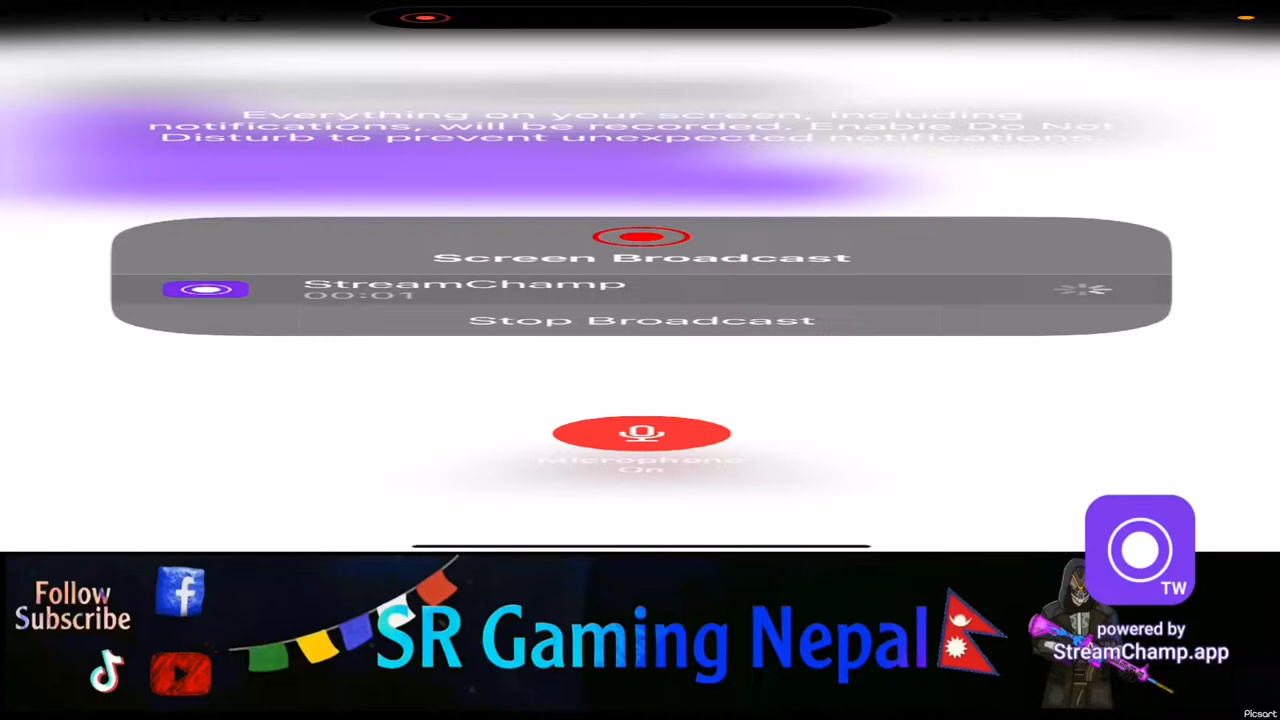 Everything on your screen, including
notifications, will be recorded. Enable Do Not
Disturb to prevent unexpected notifications.
Screen Broadcast
StreamChamp
00:01
Stop Broadcast
Microphone
On
Follow
Subscribe
SR Gaming Nepal
TW
powered by
StreamChamp.app
Picsart